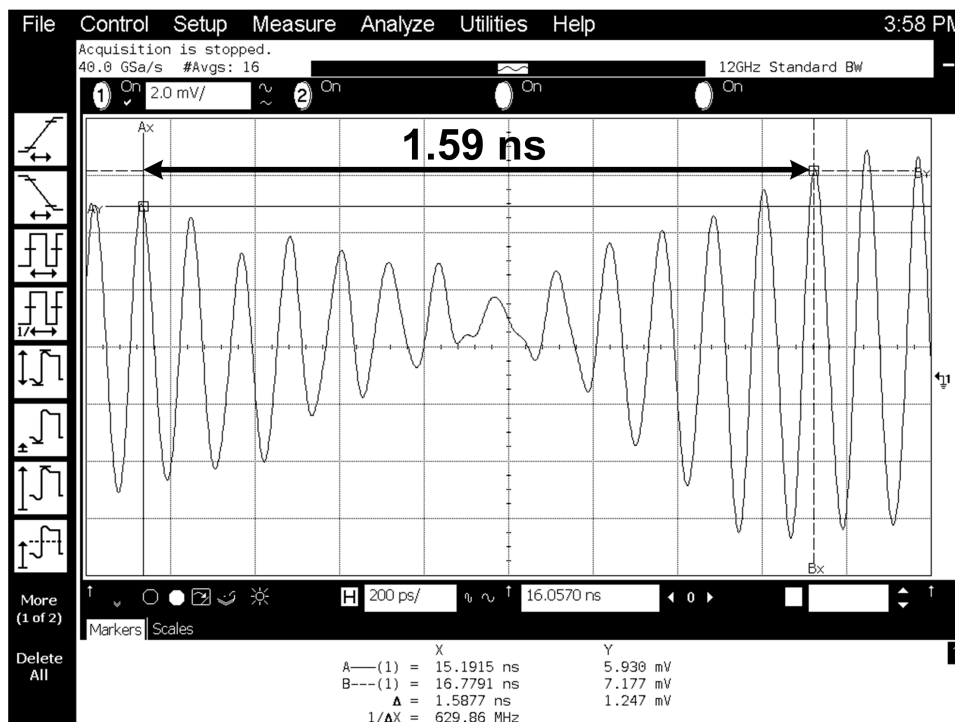 File Control Setup Measure Analyze Utilities Help 3:58 PM
Acquisition is stopped.
40.0 GSa/s #Avgs: 16 12GHz Standard BW
1 On 2.0 mV/ 2 On On On
Ax
1.59 ns
By
Ay
1/
1
Bx
More
(1 of 2)
Delete
All
H 200 ps/ 16.0570 ns 0
Markers Scales
X Y
A——(1) = 15.1915 ns 5.930 mV
B---(1) = 16.7791 ns 7.177 mV
Δ = 1.5877 ns 1.247 mV
1/ΔX = 629.86 MHz